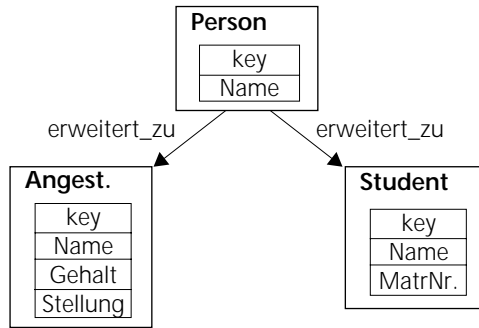 Person
key
Name
erweitert_zu
erweitert_zu
Angest.
key
Name
Gehalt
Stellung
Student
key
Name
MatrNr.